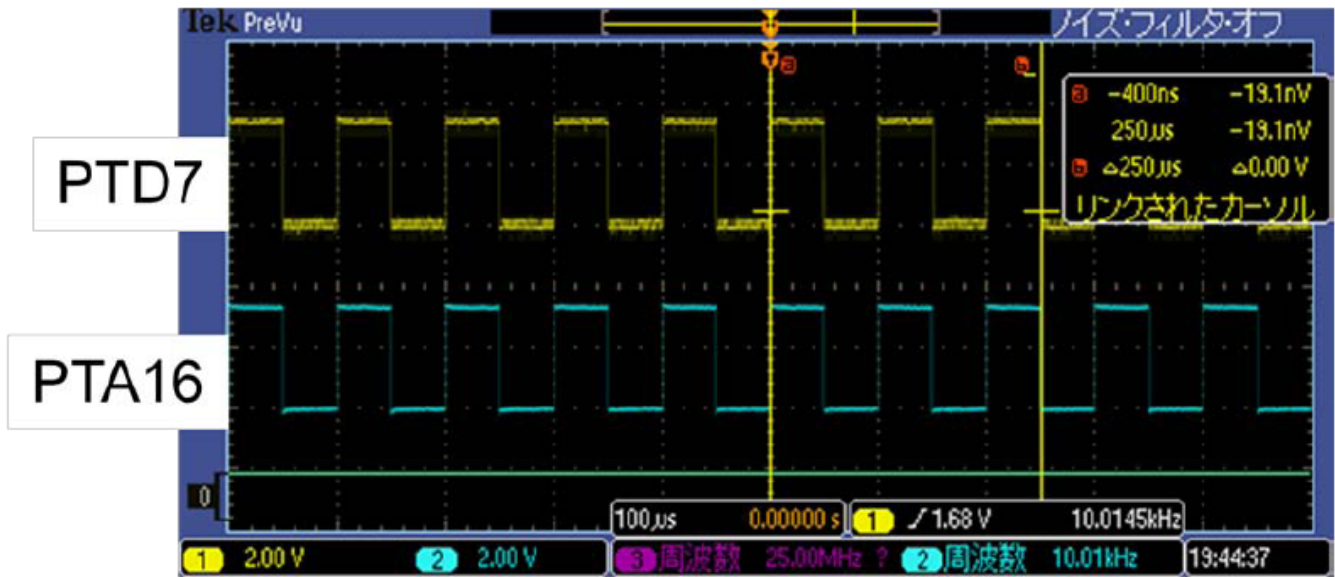 Tek PreVu ノイズ・フィルタ・オフ
a
b
a -400ns -19.1nV
250µs -19.1nV
b △250µs △0.00 V
リンクされたカーソル
PTD7
PTA16
100µs 0.00000 s 1 1.68 V 10.0145kHz
1 2.00 V 2 2.00 V 3 周波数 25.00MHz ? 2 周波数 10.01kHz 19:44:37